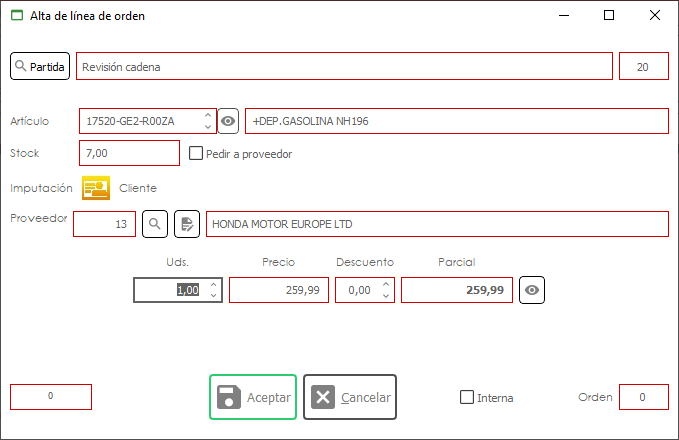 Alta de línea de orden
Partida Revisión cadena 20
Artículo 17520-GE2-R00ZA +DEP.GASOLINA NH196
Stock 7,00 Pedir a proveedor
Imputación Cliente
Proveedor 13 HONDA MOTOR EUROPE LTD
Uds. Precio Descuento Parcial
1,00 259,99 0,00 259,99
0 Aceptar Cancelar Interna Orden 0